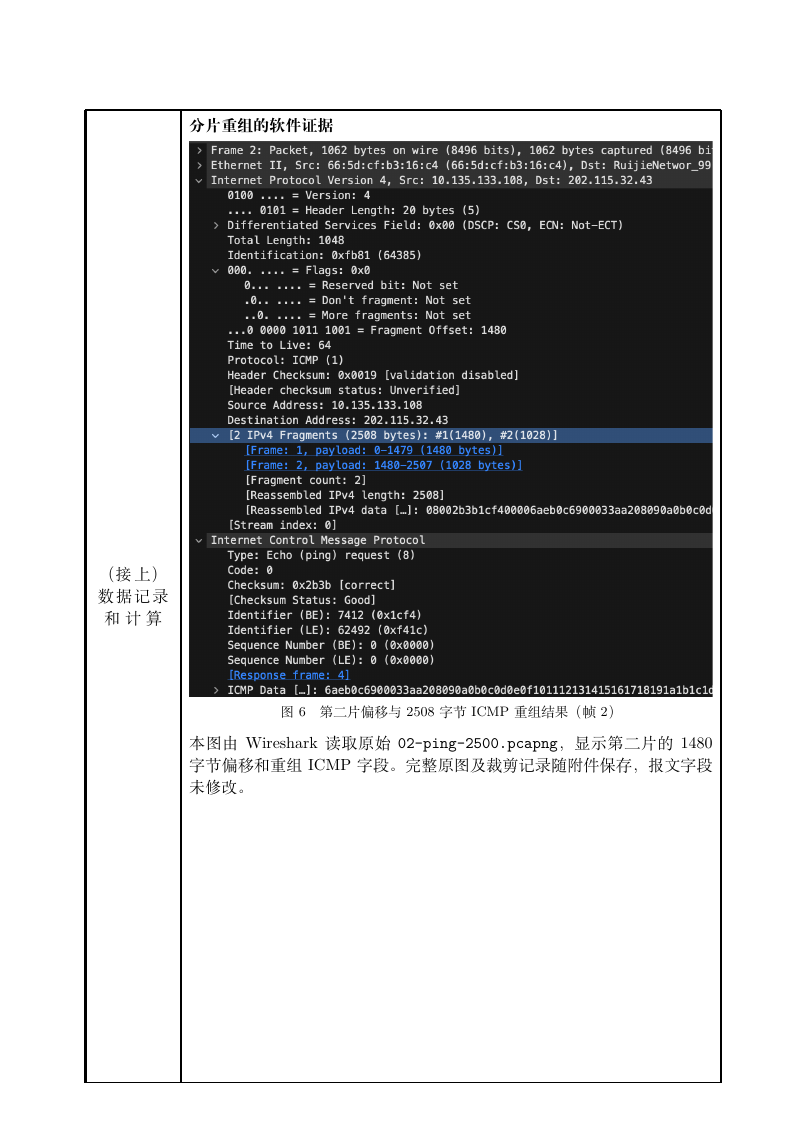 分片重组的软件证据
Frame 2: Packet, 1062 bytes on wire (8496 bits), 1062 bytes captured (8496 bi
Ethernet II, Src: 66:5d:cf:b3:16:c4 (66:5d:cf:b3:16:c4), Dst: RuijieNetwor_99
Internet Protocol Version 4, Src: 10.135.133.108, Dst: 202.115.32.43
0100 .... = Version: 4
.... 0101 = Header Length: 20 bytes (5)
Differentiated Services Field: 0x00 (DSCP: CS0, ECN: Not-ECT)
Total Length: 1048
Identification: 0xfb81 (64385)
000. .... = Flags: 0x0
0... .... = Reserved bit: Not set
.0.. .... = Don't fragment: Not set
..0. .... = More fragments: Not set
...0 0000 1011 1001 = Fragment Offset: 1480
Time to Live: 64
Protocol: ICMP (1)
Header Checksum: 0x0019 [validation disabled]
[Header checksum status: Unverified]
Source Address: 10.135.133.108
Destination Address: 202.115.32.43
[2 IPv4 Fragments (2508 bytes): #1(1480), #2(1028)]
[Frame: 1, payload: 0-1479 (1480 bytes)]
[Frame: 2, payload: 1480-2507 (1028 bytes)]
[Fragment count: 2]
[Reassembled IPv4 length: 2508]
[Reassembled IPv4 data […]: 08002b3b1cf400006aeb0c6900033aa208090a0b0c0d
[Stream index: 0]
Internet Control Message Protocol
Type: Echo (ping) request (8)
Code: 0
Checksum: 0x2b3b [correct]
[Checksum Status: Good]
Identifier (BE): 7412 (0x1cf4)
Identifier (LE): 62492 (0xf41c)
Sequence Number (BE): 0 (0x0000)
Sequence Number (LE): 0 (0x0000)
[Response frame: 4]
ICMP Data […]: 6aeb0c6900033aa208090a0b0c0d0e0f101112131415161718191a1b1c1d
（接上）
数据记录
和 计 算
图 6 第二片偏移与 2508 字节 ICMP 重组结果（帧 2）
本图由 Wireshark 读取原始 02-ping-2500.pcapng，显示第二片的 1480
字节偏移和重组 ICMP 字段。完整原图及裁剪记录随附件保存，报文字段
未修改。